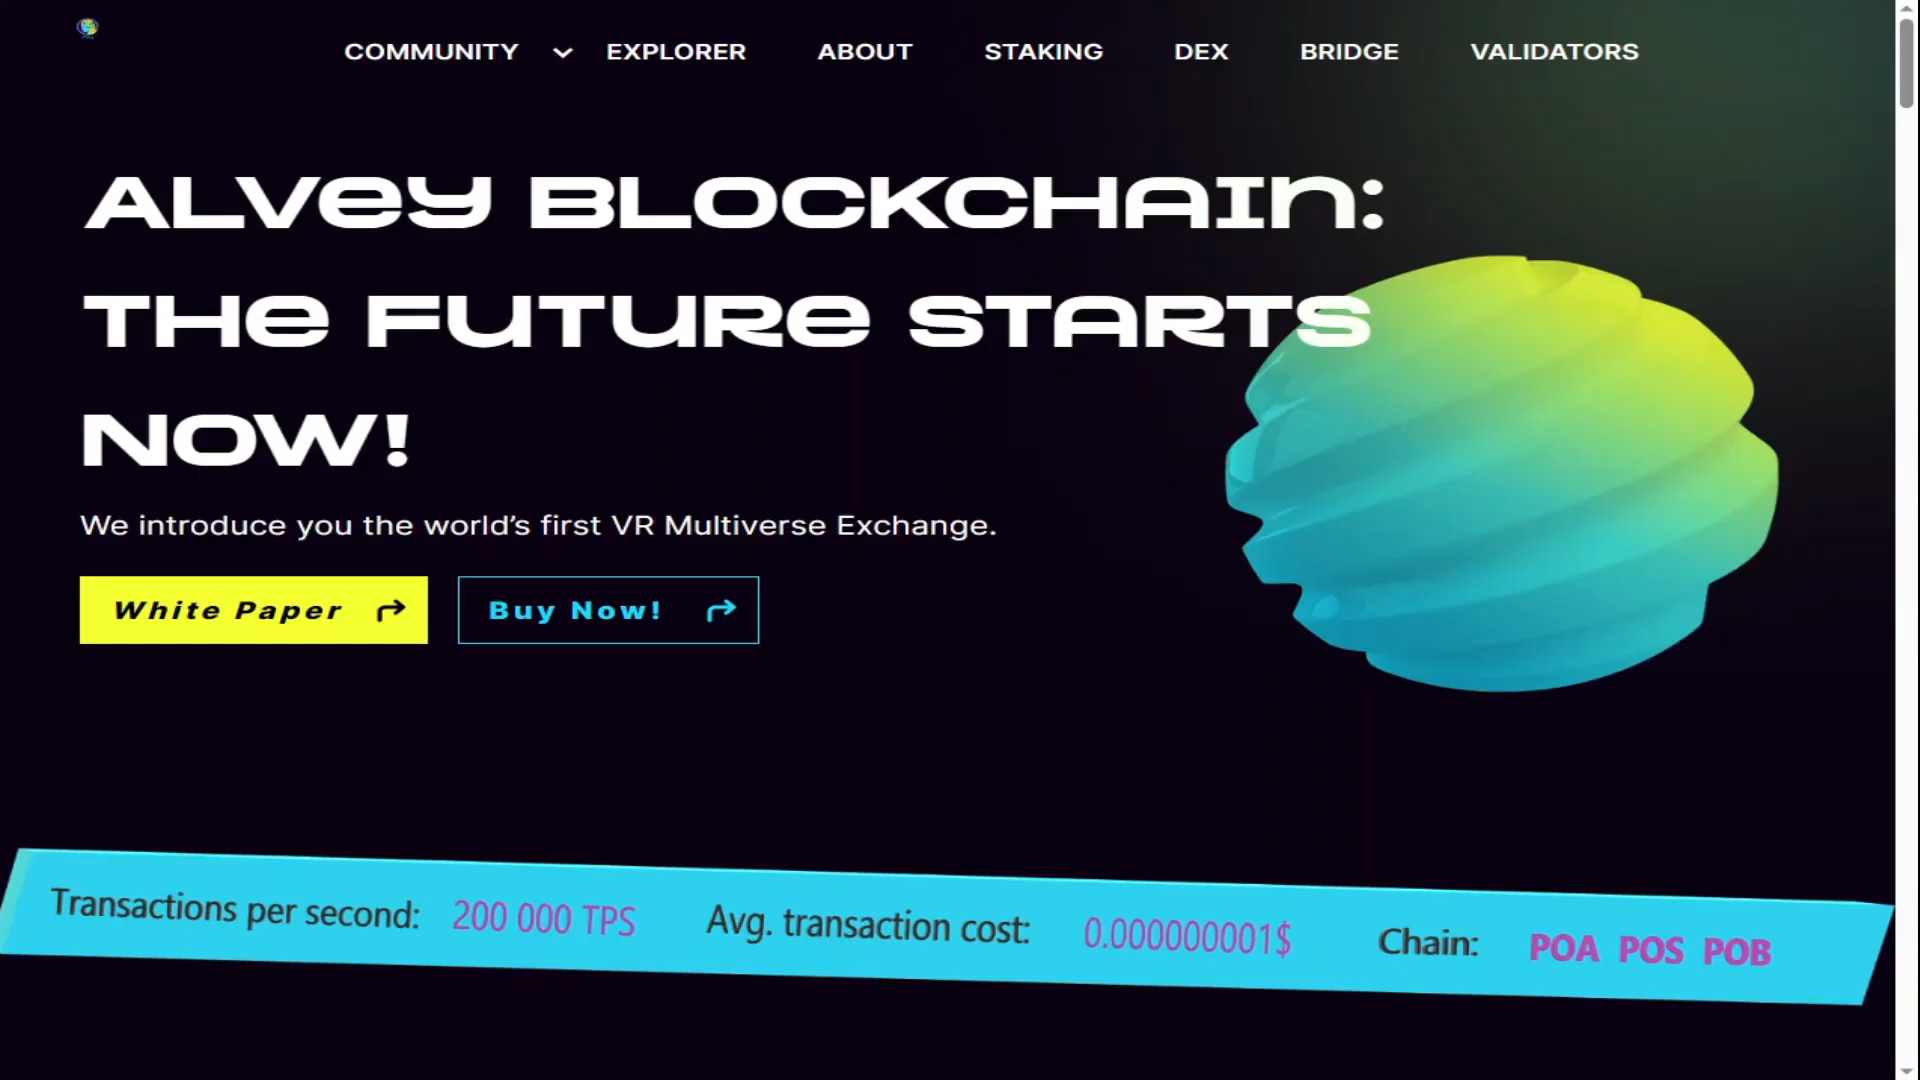 COMMUNITY EXPLORER ABOUT STAKING DEX BRIDGE VALIDATORS
ALVEY BLOCKCHAIN:
THE FUTURE STARTS
NOW!
We introduce you the world’s first VR Multiverse Exchange.
White Paper Buy Now!
Transactions per second: 200 000 TPS Avg. transaction cost: 0.000000001$ Chain: POA POS POB